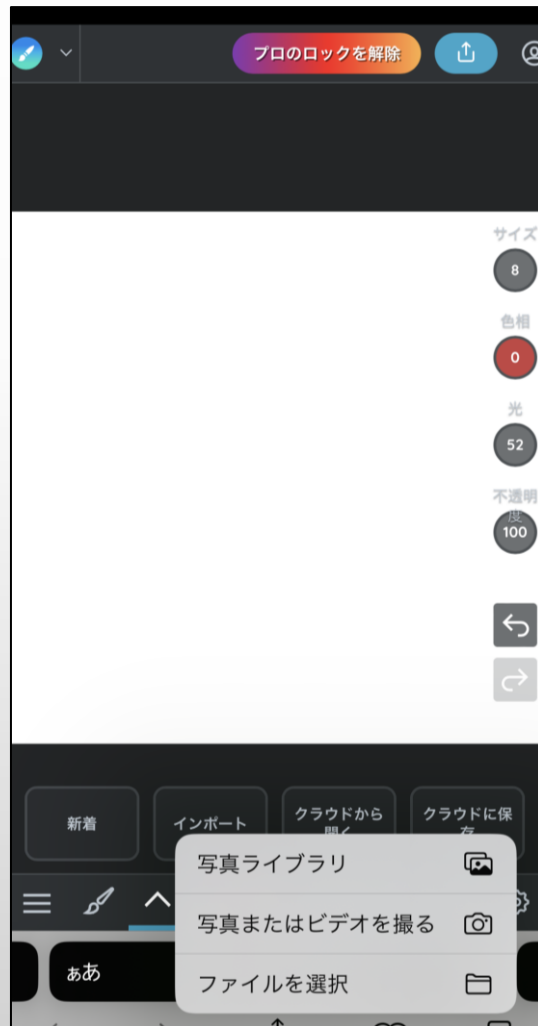 プロのロックを解除
サイズ
8
色相
0
光
52
不透明
度
100
新着
インポート
クラウドから
開く
クラウドに保
存
写真ライブラリ
写真またはビデオを撮る
ファイルを選択
ぁあ